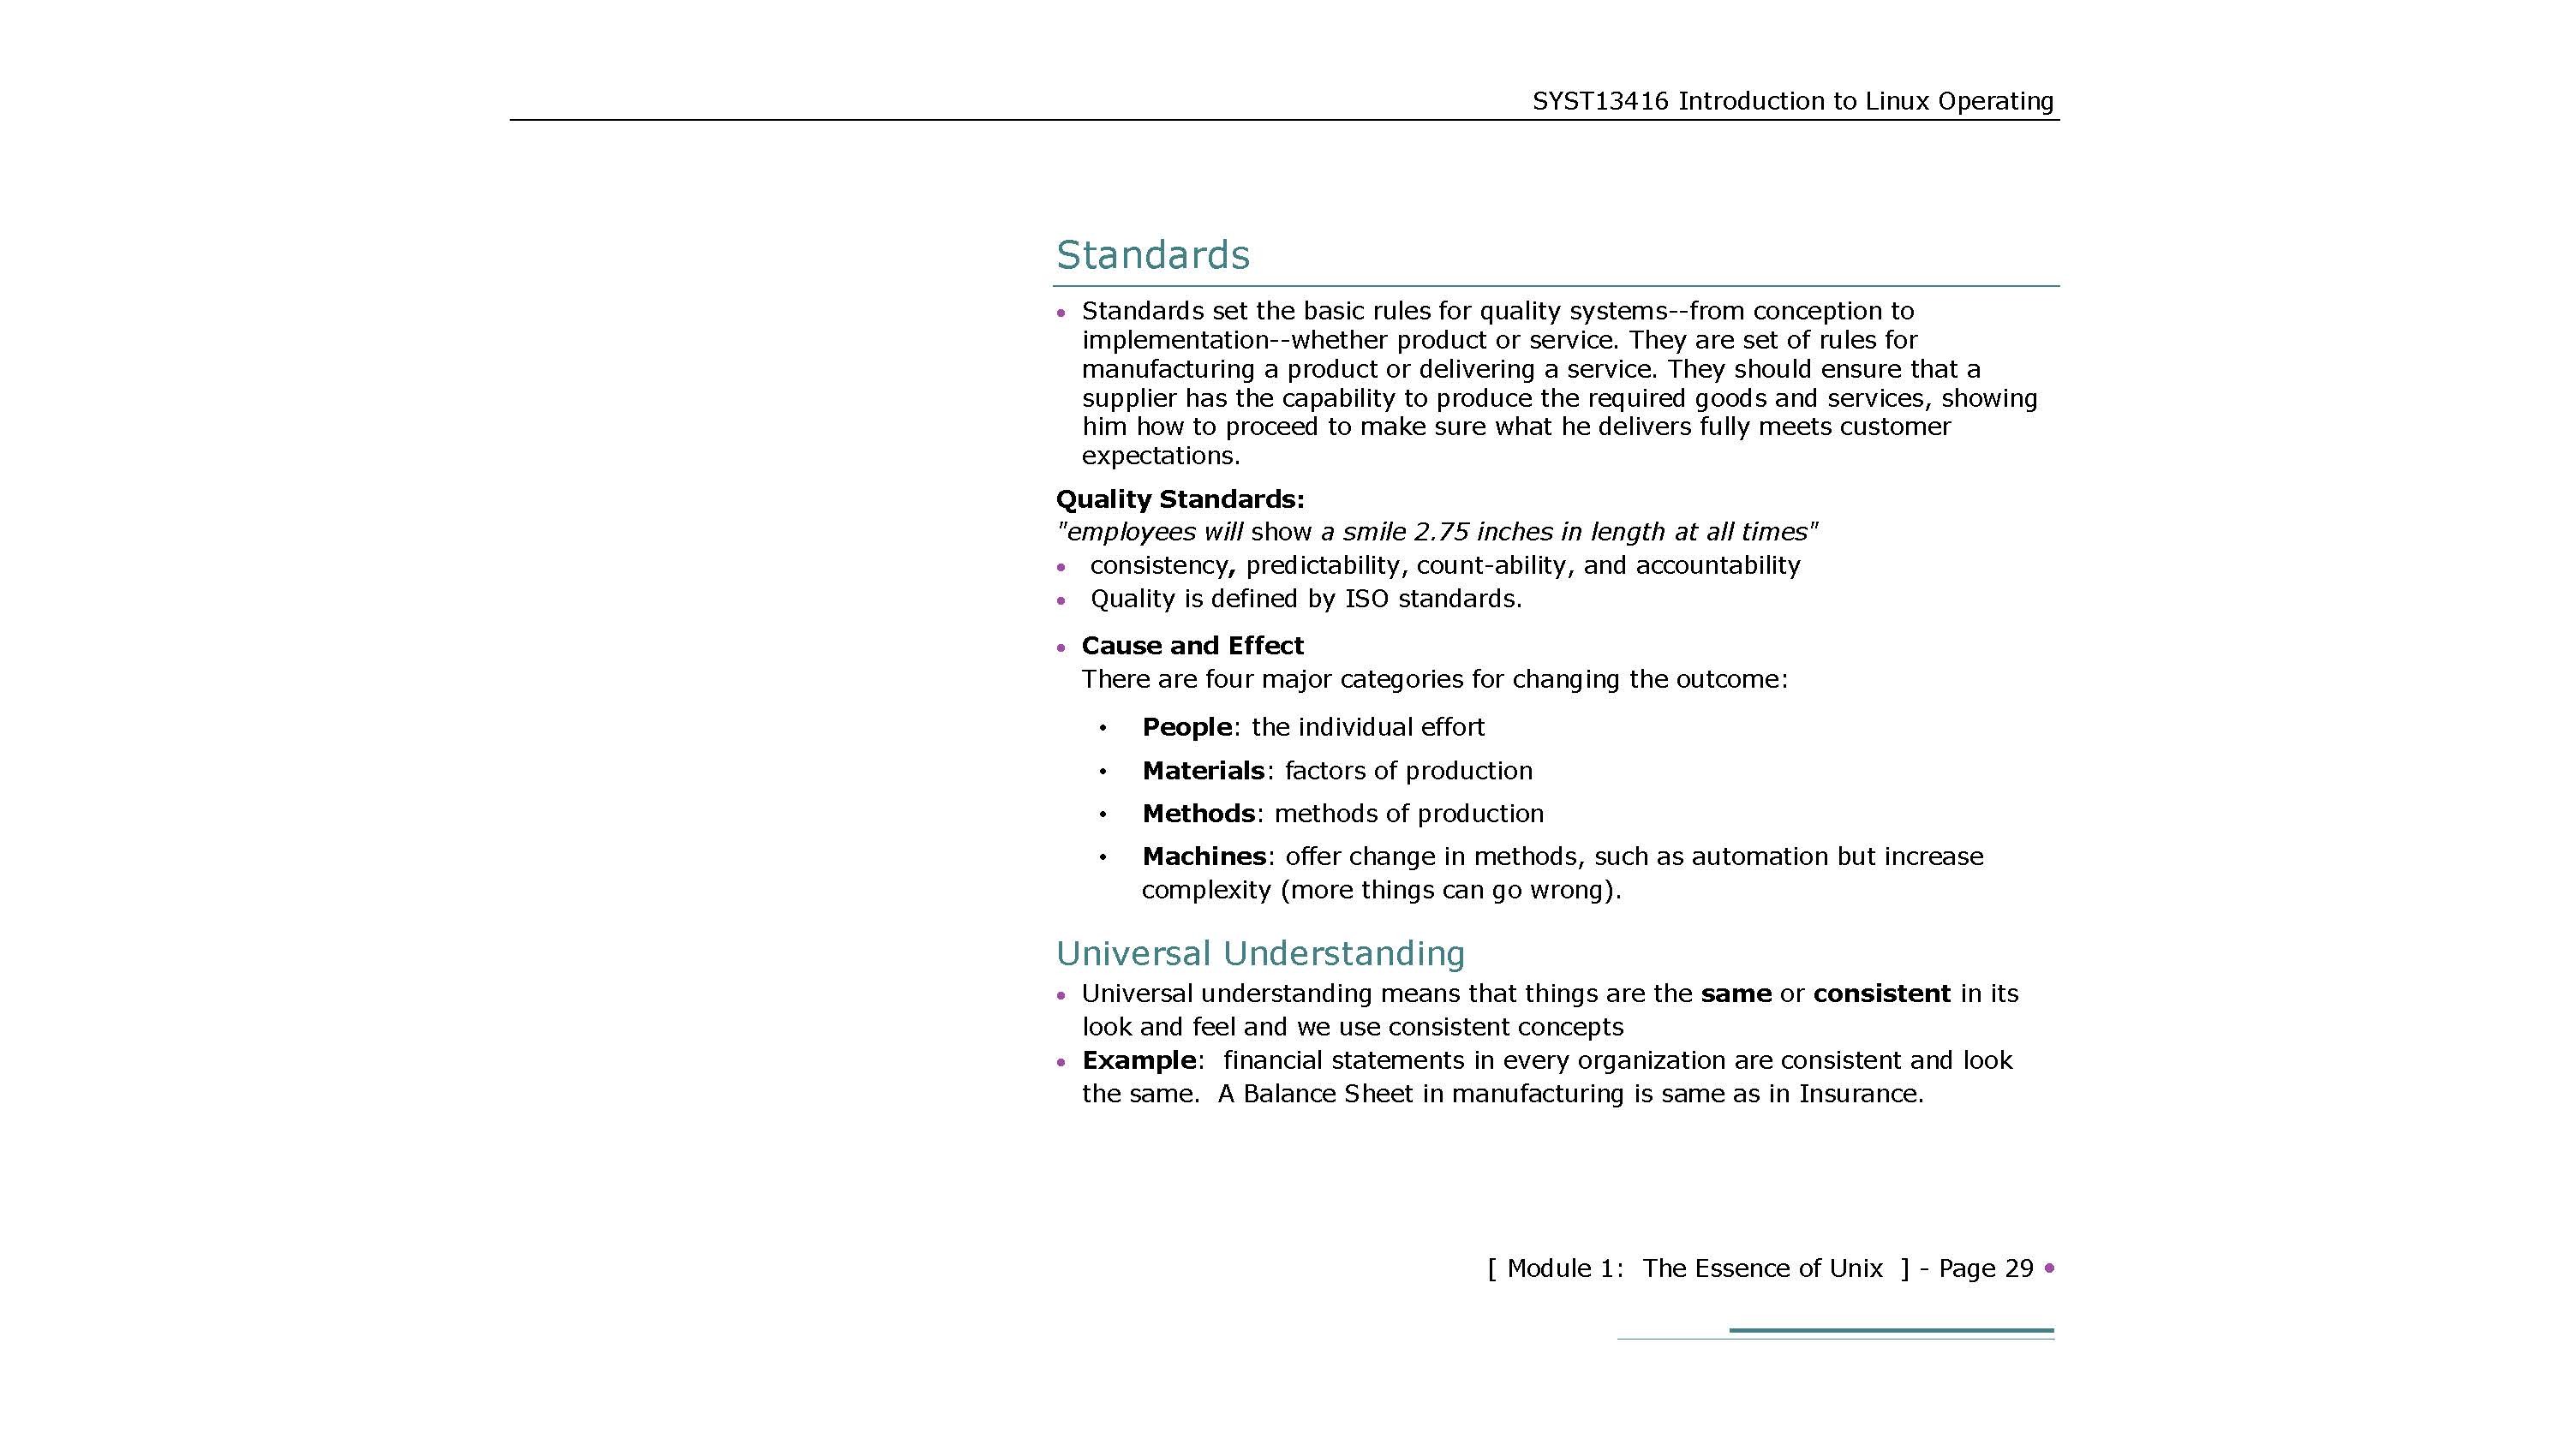 SYST13416 Introduction to Linux Operating
Standards
• Standards set the basic rules for quality systems--from conception to
implementation--whether product or service. They are set of rules for
manufacturing a product or delivering a service. They should ensure that a
supplier has the capability to produce the required goods and services, showing
him how to proceed to make sure what he delivers fully meets customer
expectations.
Quality Standards:
"employees will show a smile 2.75 inches in length at all times"
• consistency, predictability, count-ability, and accountability
• Quality is defined by ISO standards.
• Cause and Effect
There are four major categories for changing the outcome:
• People: the individual effort
• Materials: factors of production
• Methods: methods of production
• Machines: offer change in methods, such as automation but increase
complexity (more things can go wrong).
Universal Understanding
• Universal understanding means that things are the same or consistent in its
look and feel and we use consistent concepts
• Example:  financial statements in every organization are consistent and look
the same.  A Balance Sheet in manufacturing is same as in Insurance.
[ Module 1:  The Essence of Unix  ] - Page 29 •